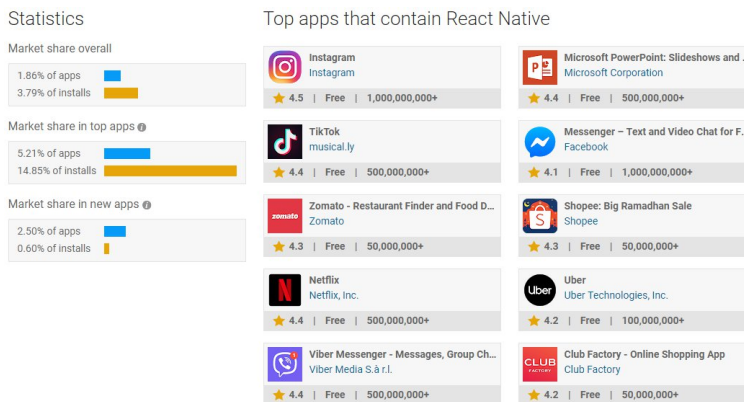 Statistics
Market share overall
1.86% of apps
3.79% of installs
Market share in top apps
5.21% of apps
14.85% of installs
Market share in new apps
2.50% of apps
0.60% of installs
Top apps that contain React Native
Instagram
Instagram
4.5 | Free | 1,000,000,000+
Microsoft PowerPoint: Slideshows and ...
Microsoft Corporation
4.4 | Free | 500,000,000+
TikTok
musical.ly
4.4 | Free | 500,000,000+
Messenger – Text and Video Chat for F...
Facebook
4.1 | Free | 1,000,000,000+
zomato
Zomato - Restaurant Finder and Food D...
Zomato
4.3 | Free | 50,000,000+
Shopee: Big Ramadhan Sale
Shopee
4.3 | Free | 50,000,000+
N
Netflix
Netflix, Inc.
4.4 | Free | 500,000,000+
Uber
Uber
Uber Technologies, Inc.
4.2 | Free | 100,000,000+
Viber Messenger - Messages, Group Ch...
Viber Media S.à r.l.
4.4 | Free | 500,000,000+
CLUB
FACTORY
Club Factory - Online Shopping App
Club Factory
4.2 | Free | 50,000,000+